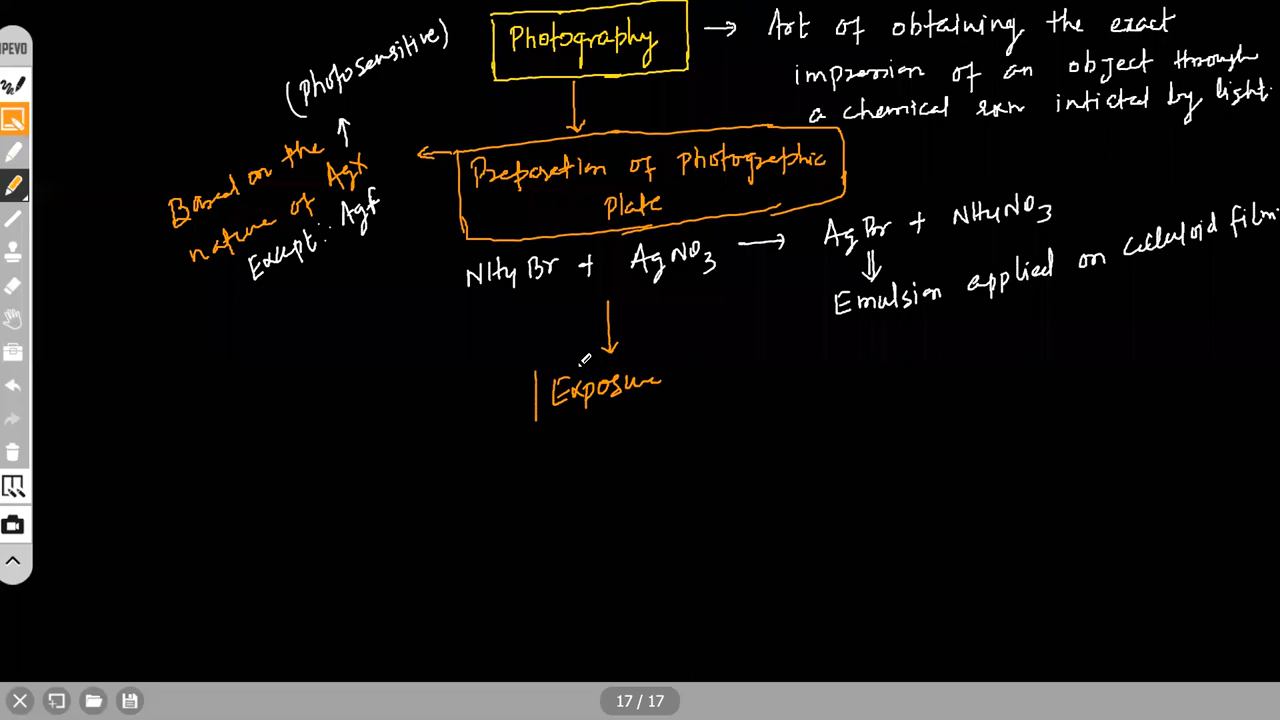 IPEVO
Photography → Art of obtaining the exact
impression of an object through
a chemical rxn inticted by light.
(photosensitive)
Based on the
nature of AgX
Except: AgF
Preparation of photographic
Plate
NH4Br + AgNO3 → AgBr + NH4NO3
Emulsion applied on celluloid film.
Exposure
17 / 17